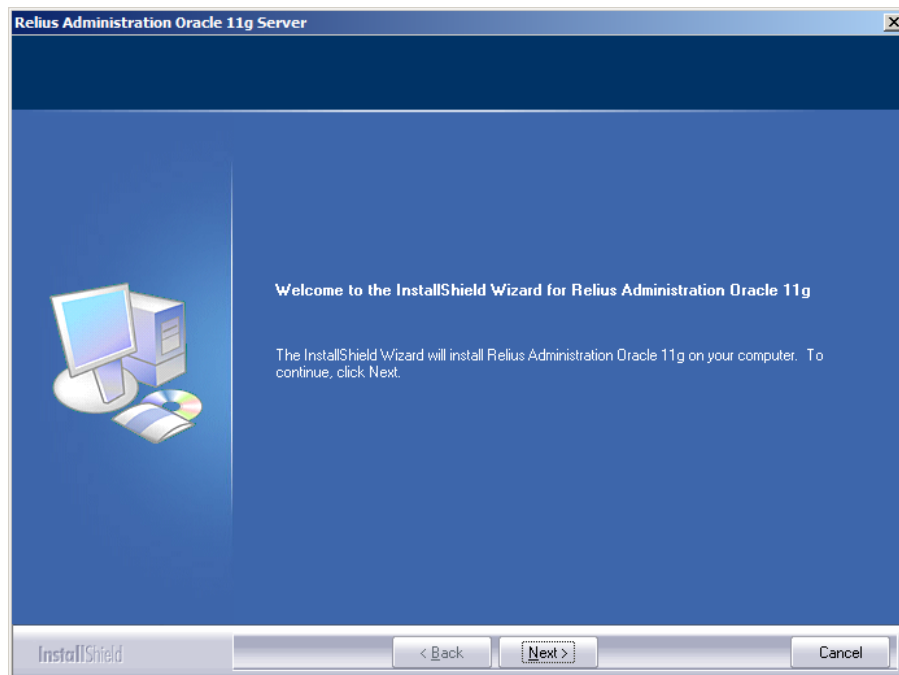 Relius Administration Oracle 11g Server
Welcome to the InstallShield Wizard for Relius Administration Oracle 11g
The InstallShield Wizard will install Relius Administration Oracle 11g on your computer. To
continue, click Next.
InstallShield
< Back
Next >
Cancel